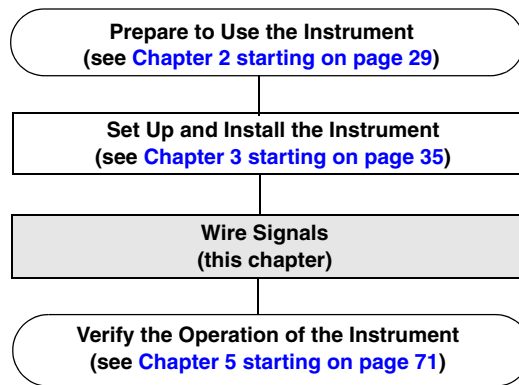 Prepare to Use the Instrument
(see Chapter 2 starting on page 29)
Set Up and Install the Instrument
(see Chapter 3 starting on page 35)
Wire Signals
(this chapter)
Verify the Operation of the Instrument
(see Chapter 5 starting on page 71)